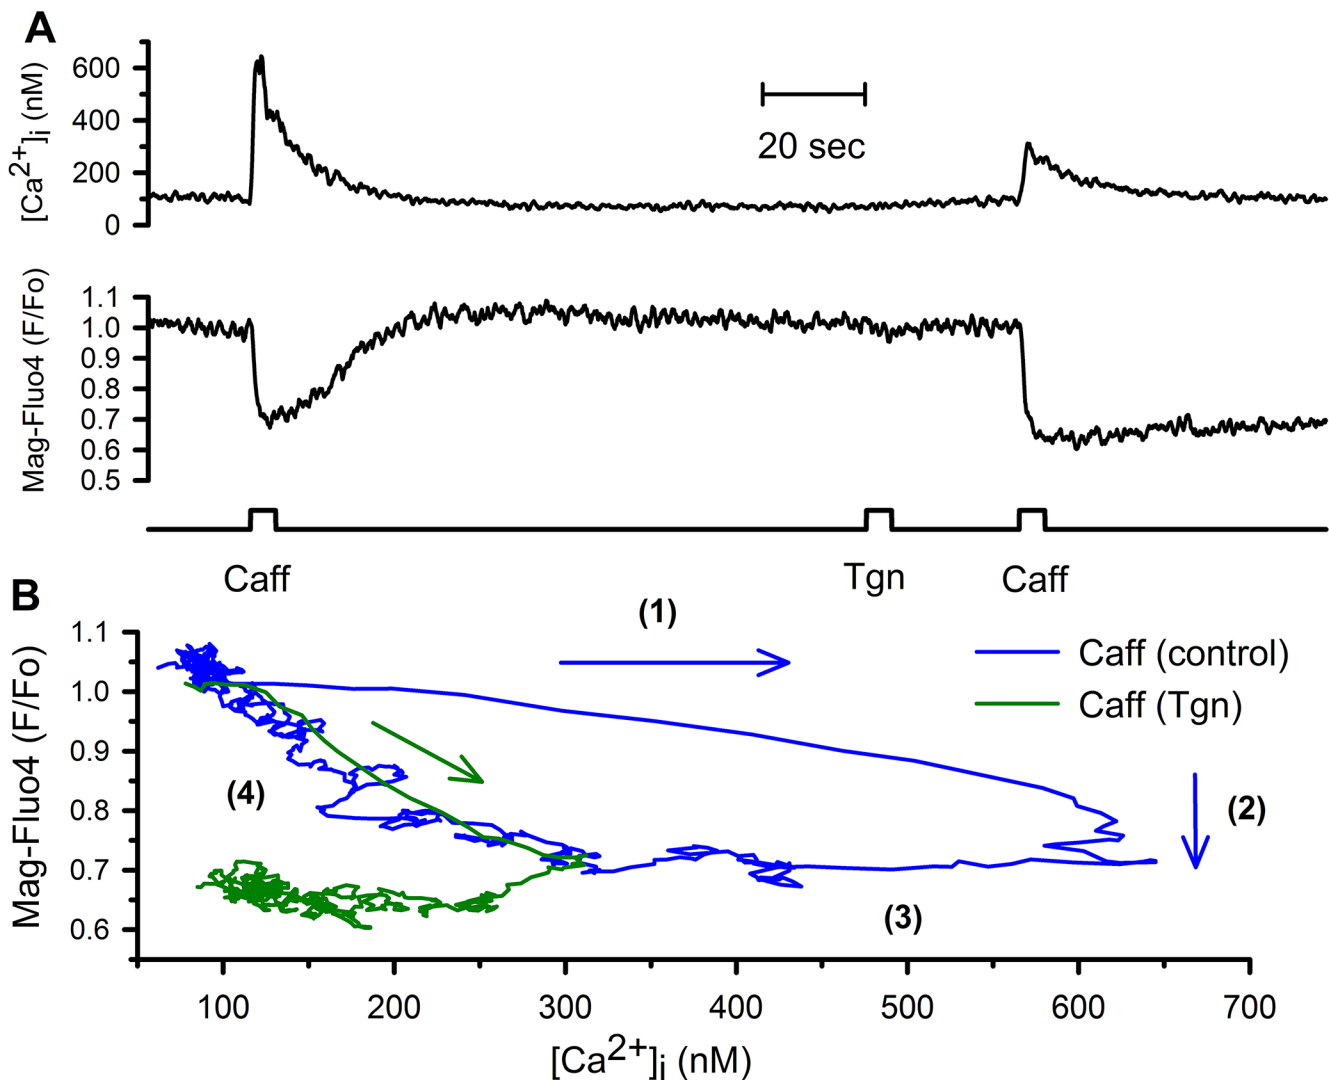 A
[Ca2+]i (nM)
600
400
200
0
20 sec
Mag-Fluo4 (F/Fo)
1.1
1.0
0.9
0.8
0.7
0.6
0.5
Caff
Tgn
Caff
B
(1)
Mag-Fluo4 (F/Fo)
1.1
1.0
0.9
0.8
0.7
0.6
Caff (control)
Caff (Tgn)
(2)
(4)
(3)
100 200 300 400 500 600 700
[Ca2+]i (nM)